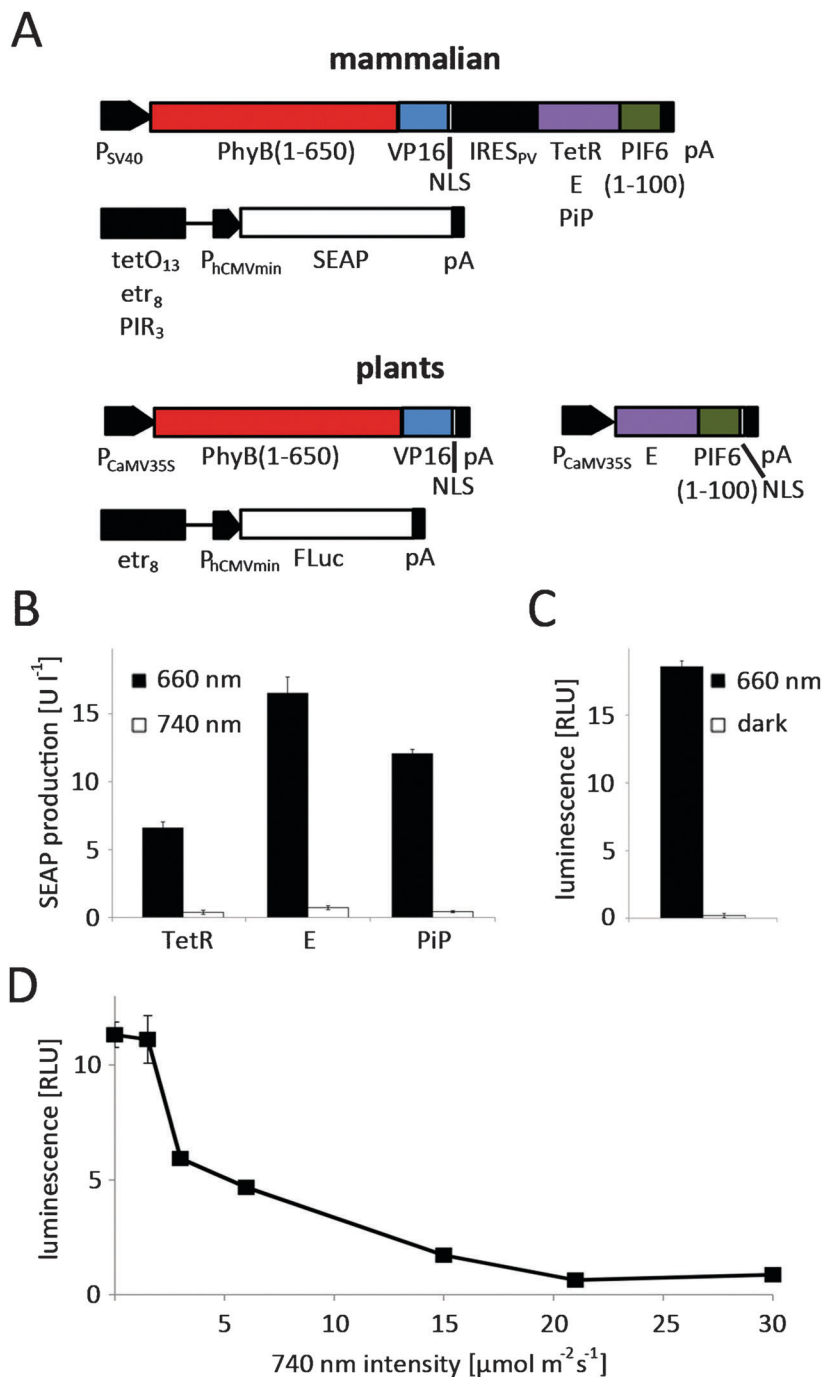 A
mammalian
P_SV40 PhyB(1-650) VP16 IRES_PV TetR PIF6 pA
NLS E (1-100)
PiP
tetO₁₃ P_hCMVmin SEAP pA
etr₈
PIR₃
plants
P_CaMV35S PhyB(1-650) VP16 pA P_CaMV35S E PIF6 pA
NLS (1-100) NLS
etr₈ P_hCMVmin FLuc pA
B
SEAP production [U l⁻¹]
660 nm
740 nm
15
10
5
0
TetR E PiP
C
luminescence [RLU]
660 nm
dark
15
10
5
0
D
luminescence [RLU]
10
5
0
5 10 15 20 25 30
740 nm intensity [µmol m⁻²s⁻¹]